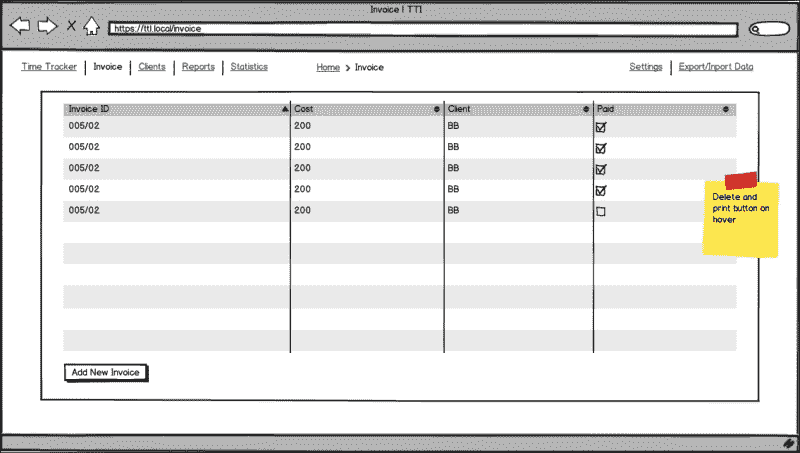 Invoice | TTI
https://ttl.local/invoice
Time Tracker Invoice Clients Reports Statistics Home > Invoice Settings Export/Inport Data
Invoice ID Cost Client Paid
005/02 200 BB
005/02 200 BB
005/02 200 BB
005/02 200 BB
005/02 200 BB
Delete and
print button on
hover
Add New Invoice